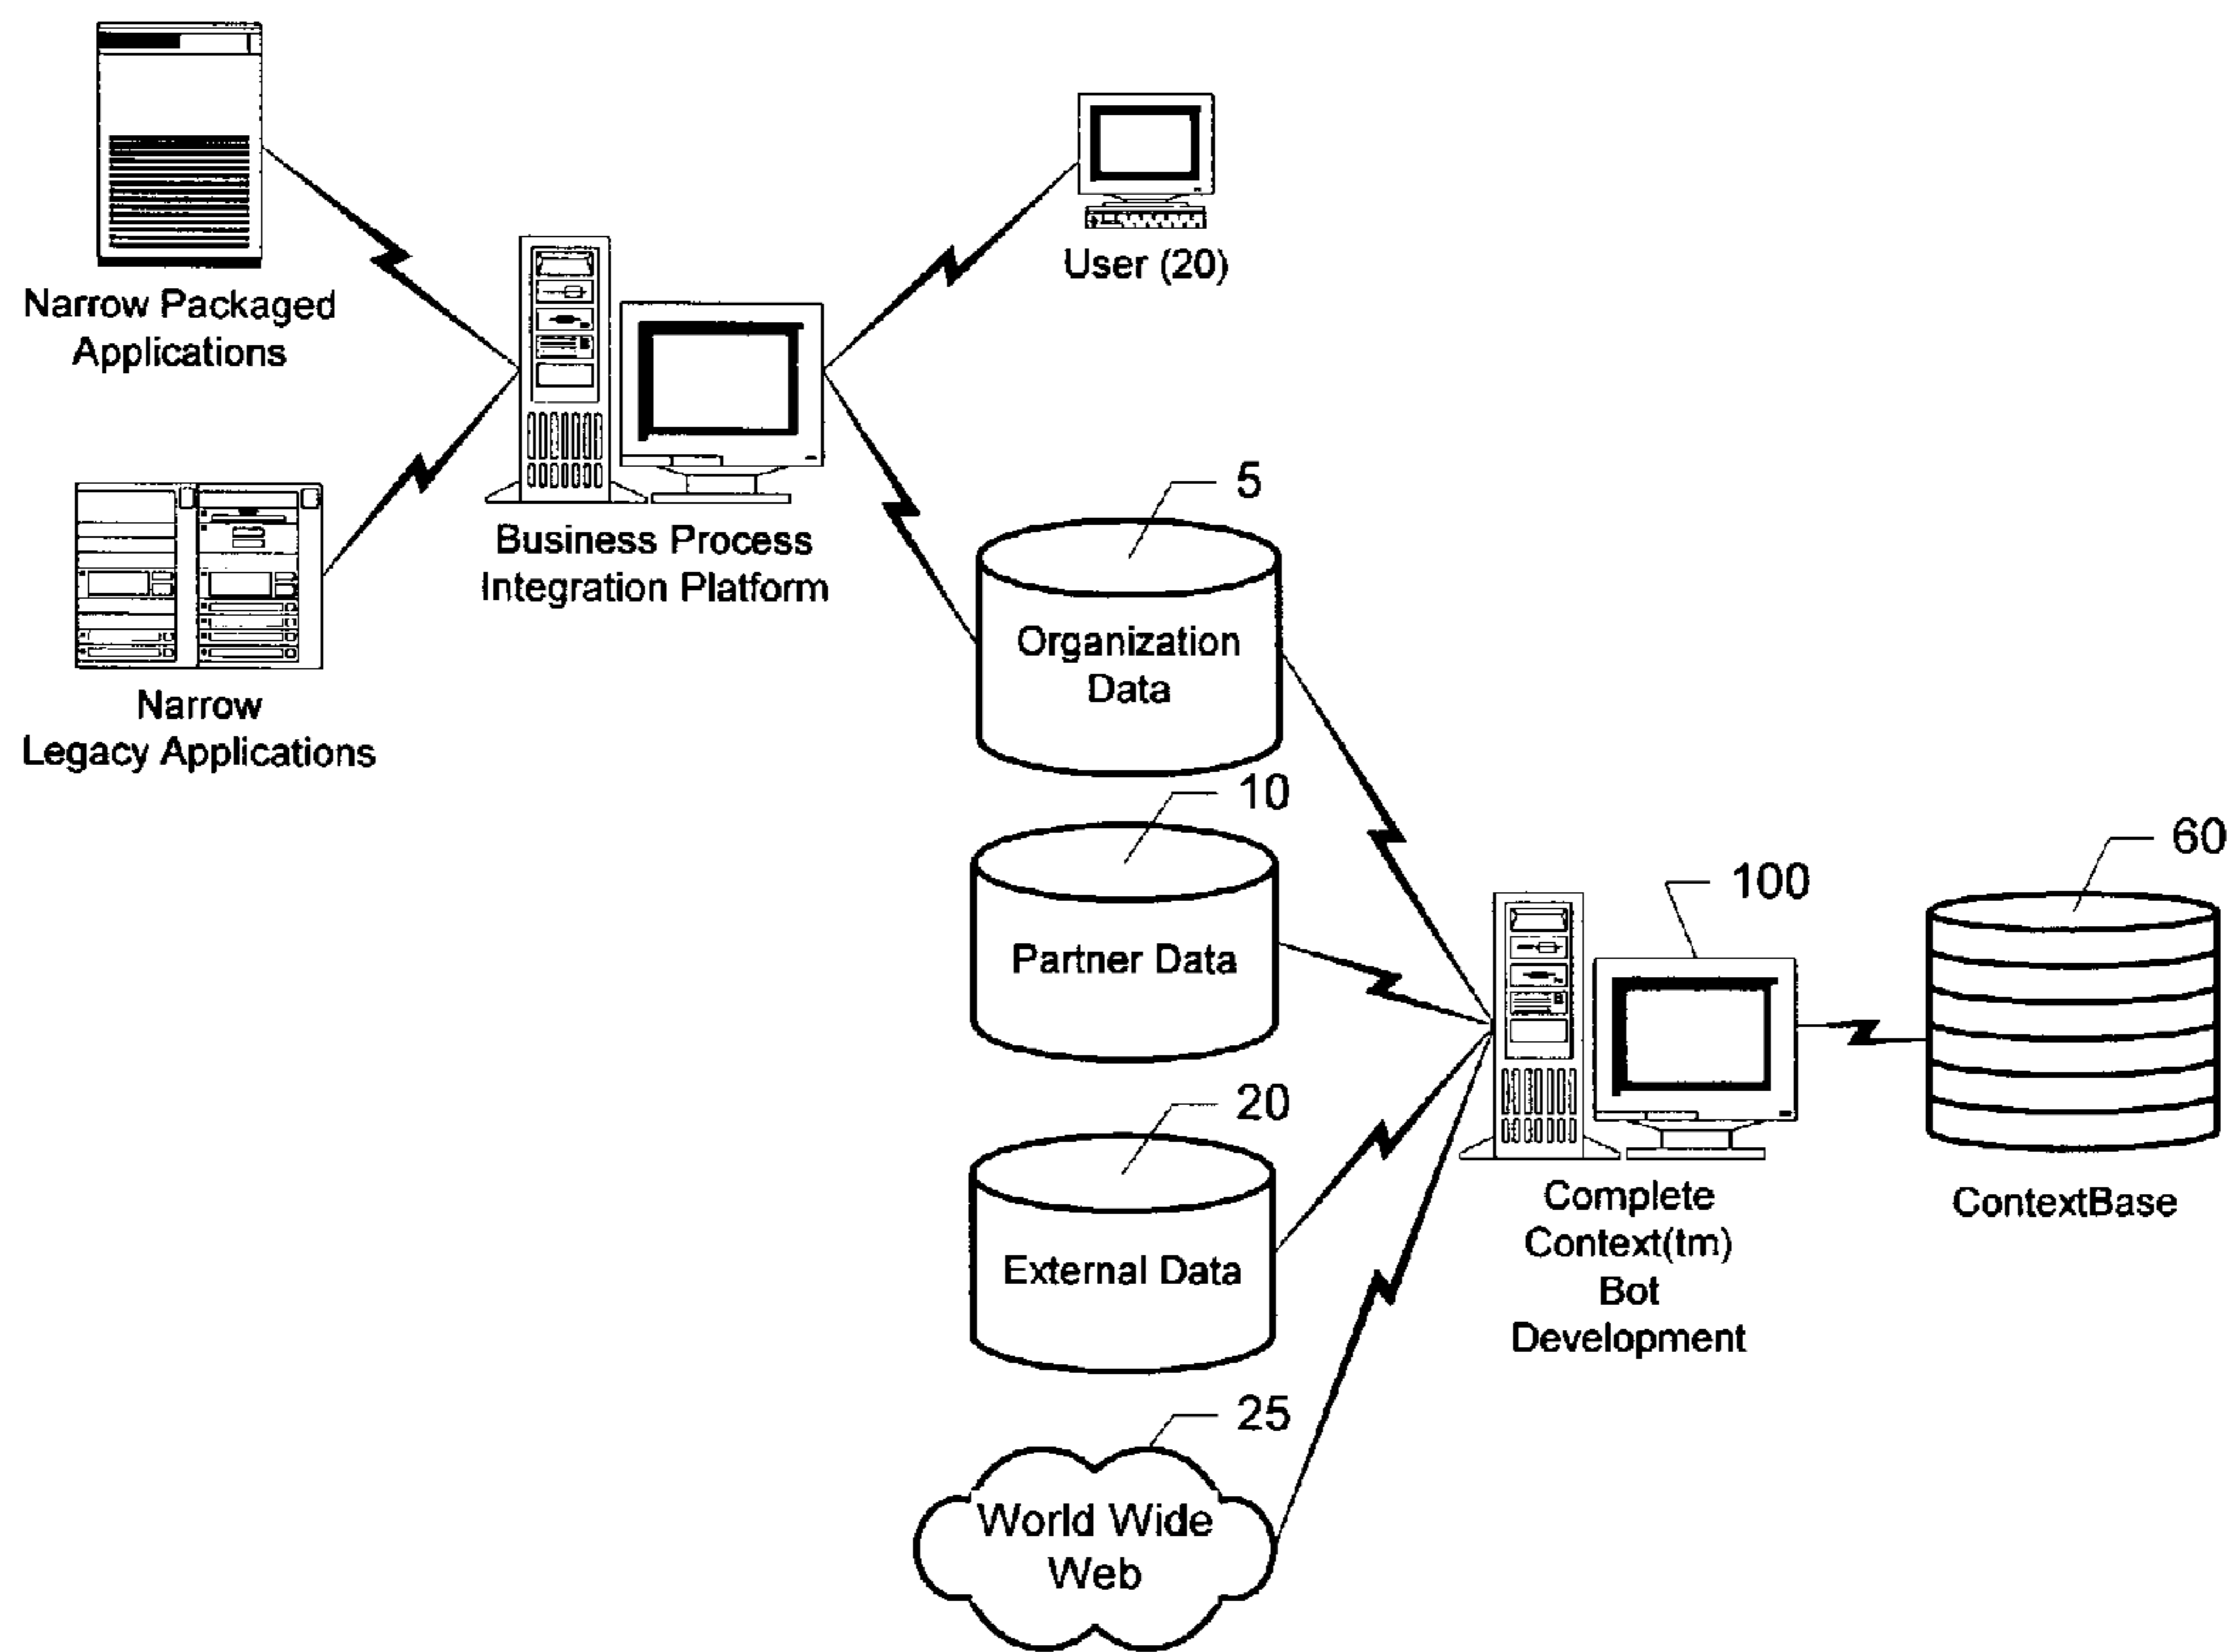 User (20)
Narrow Packaged
Applications
Business Process
Integration Platform
5
Organization
Data
Narrow
Legacy Applications
10
Partner Data
60
100
20
External Data
Complete
Context(tm)
Bot
Development
ContextBase
25
World Wide
Web